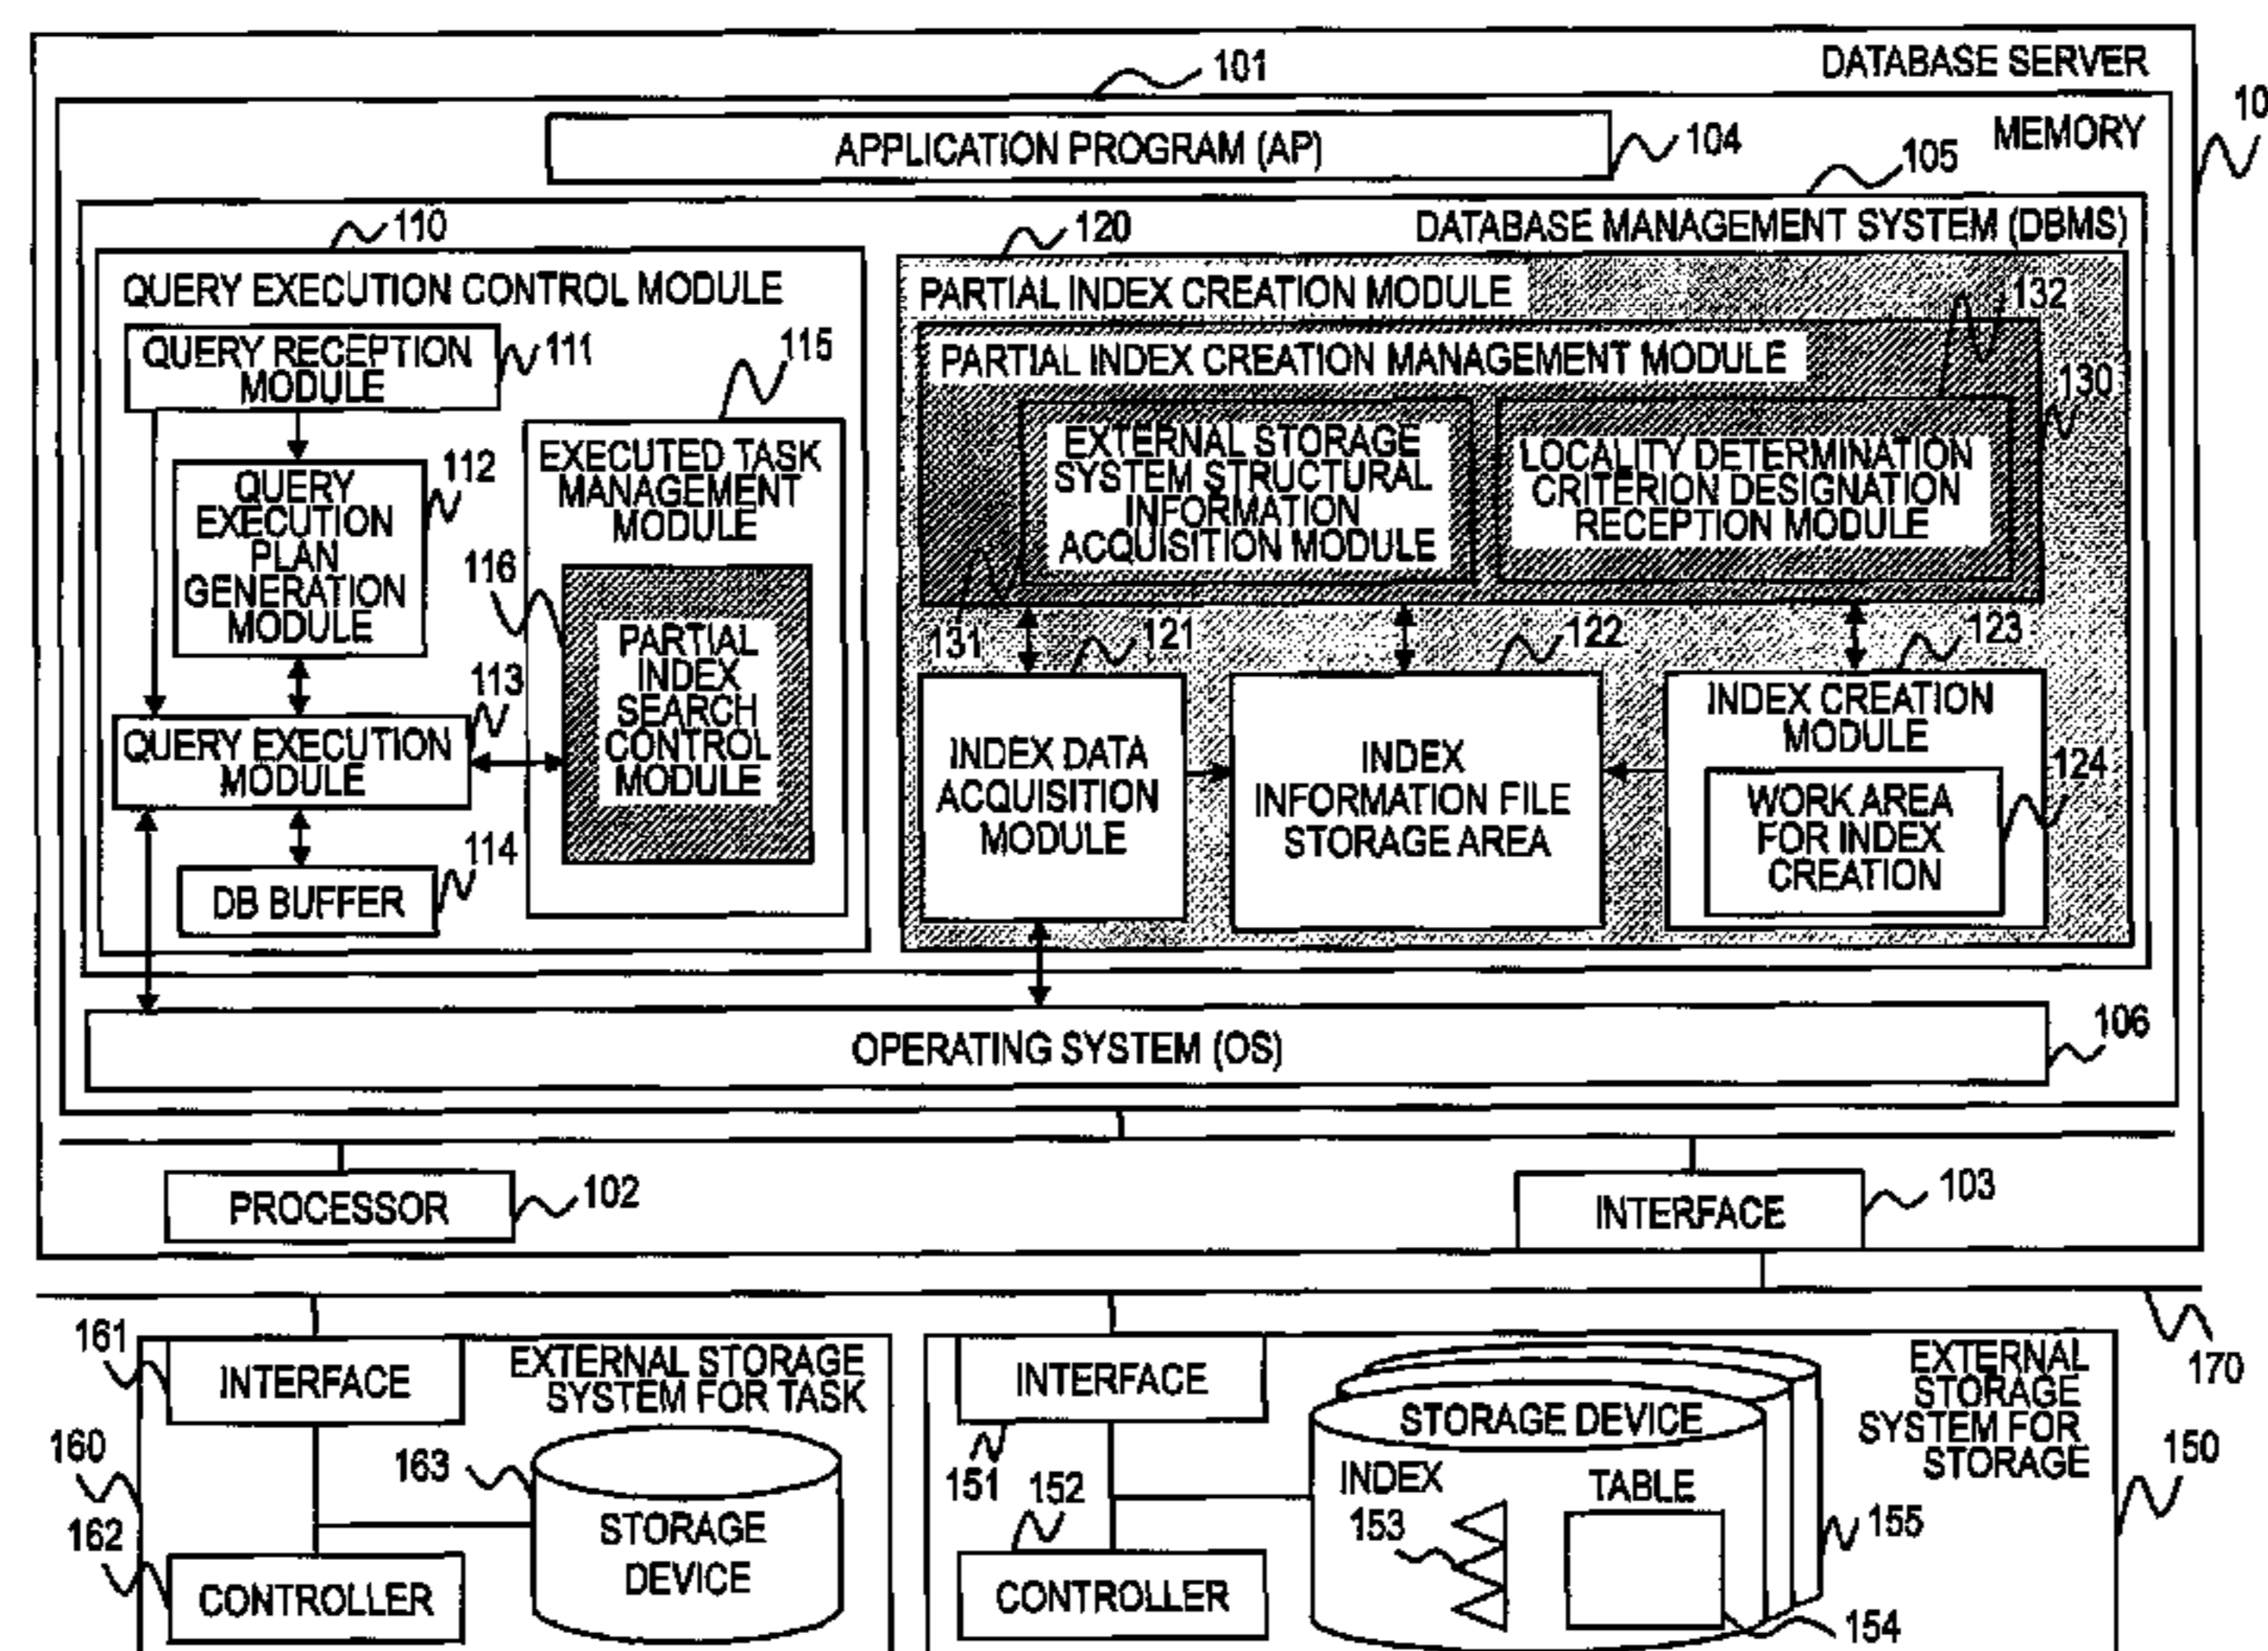 DATABASE SERVER
101
10
MEMORY
APPLICATION PROGRAM (AP)
104
105
DATABASE MANAGEMENT SYSTEM (DBMS)
110
QUERY EXECUTION CONTROL MODULE
QUERY RECEPTION
MODULE
111
115
QUERY
EXECUTION
PLAN
GENERATION
MODULE
112
EXECUTED TASK
MANAGEMENT
MODULE
116
PARTIAL
INDEX
SEARCH
CONTROL
MODULE
113
QUERY EXECUTION
MODULE
DB BUFFER
114
120
PARTIAL INDEX CREATION MODULE
132
PARTIAL INDEX CREATION MANAGEMENT MODULE
130
EXTERNAL STORAGE
SYSTEM STRUCTURAL
INFORMATION
ACQUISITION MODULE
LOCALITY DETERMINATION
CRITERION DESIGNATION
RECEPTION MODULE
131
121
122
123
INDEX DATA
ACQUISITION
MODULE
INDEX
INFORMATION FILE
STORAGE AREA
INDEX CREATION
MODULE
WORK AREA
FOR INDEX
CREATION
124
OPERATING SYSTEM (OS)
106
PROCESSOR
102
INTERFACE
103
170
161
INTERFACE
EXTERNAL STORAGE
SYSTEM FOR TASK
160
163
STORAGE
DEVICE
162
CONTROLLER
INTERFACE
151
152
CONTROLLER
STORAGE DEVICE
INDEX
153
TABLE
154
155
EXTERNAL
STORAGE
SYSTEM FOR
STORAGE
150